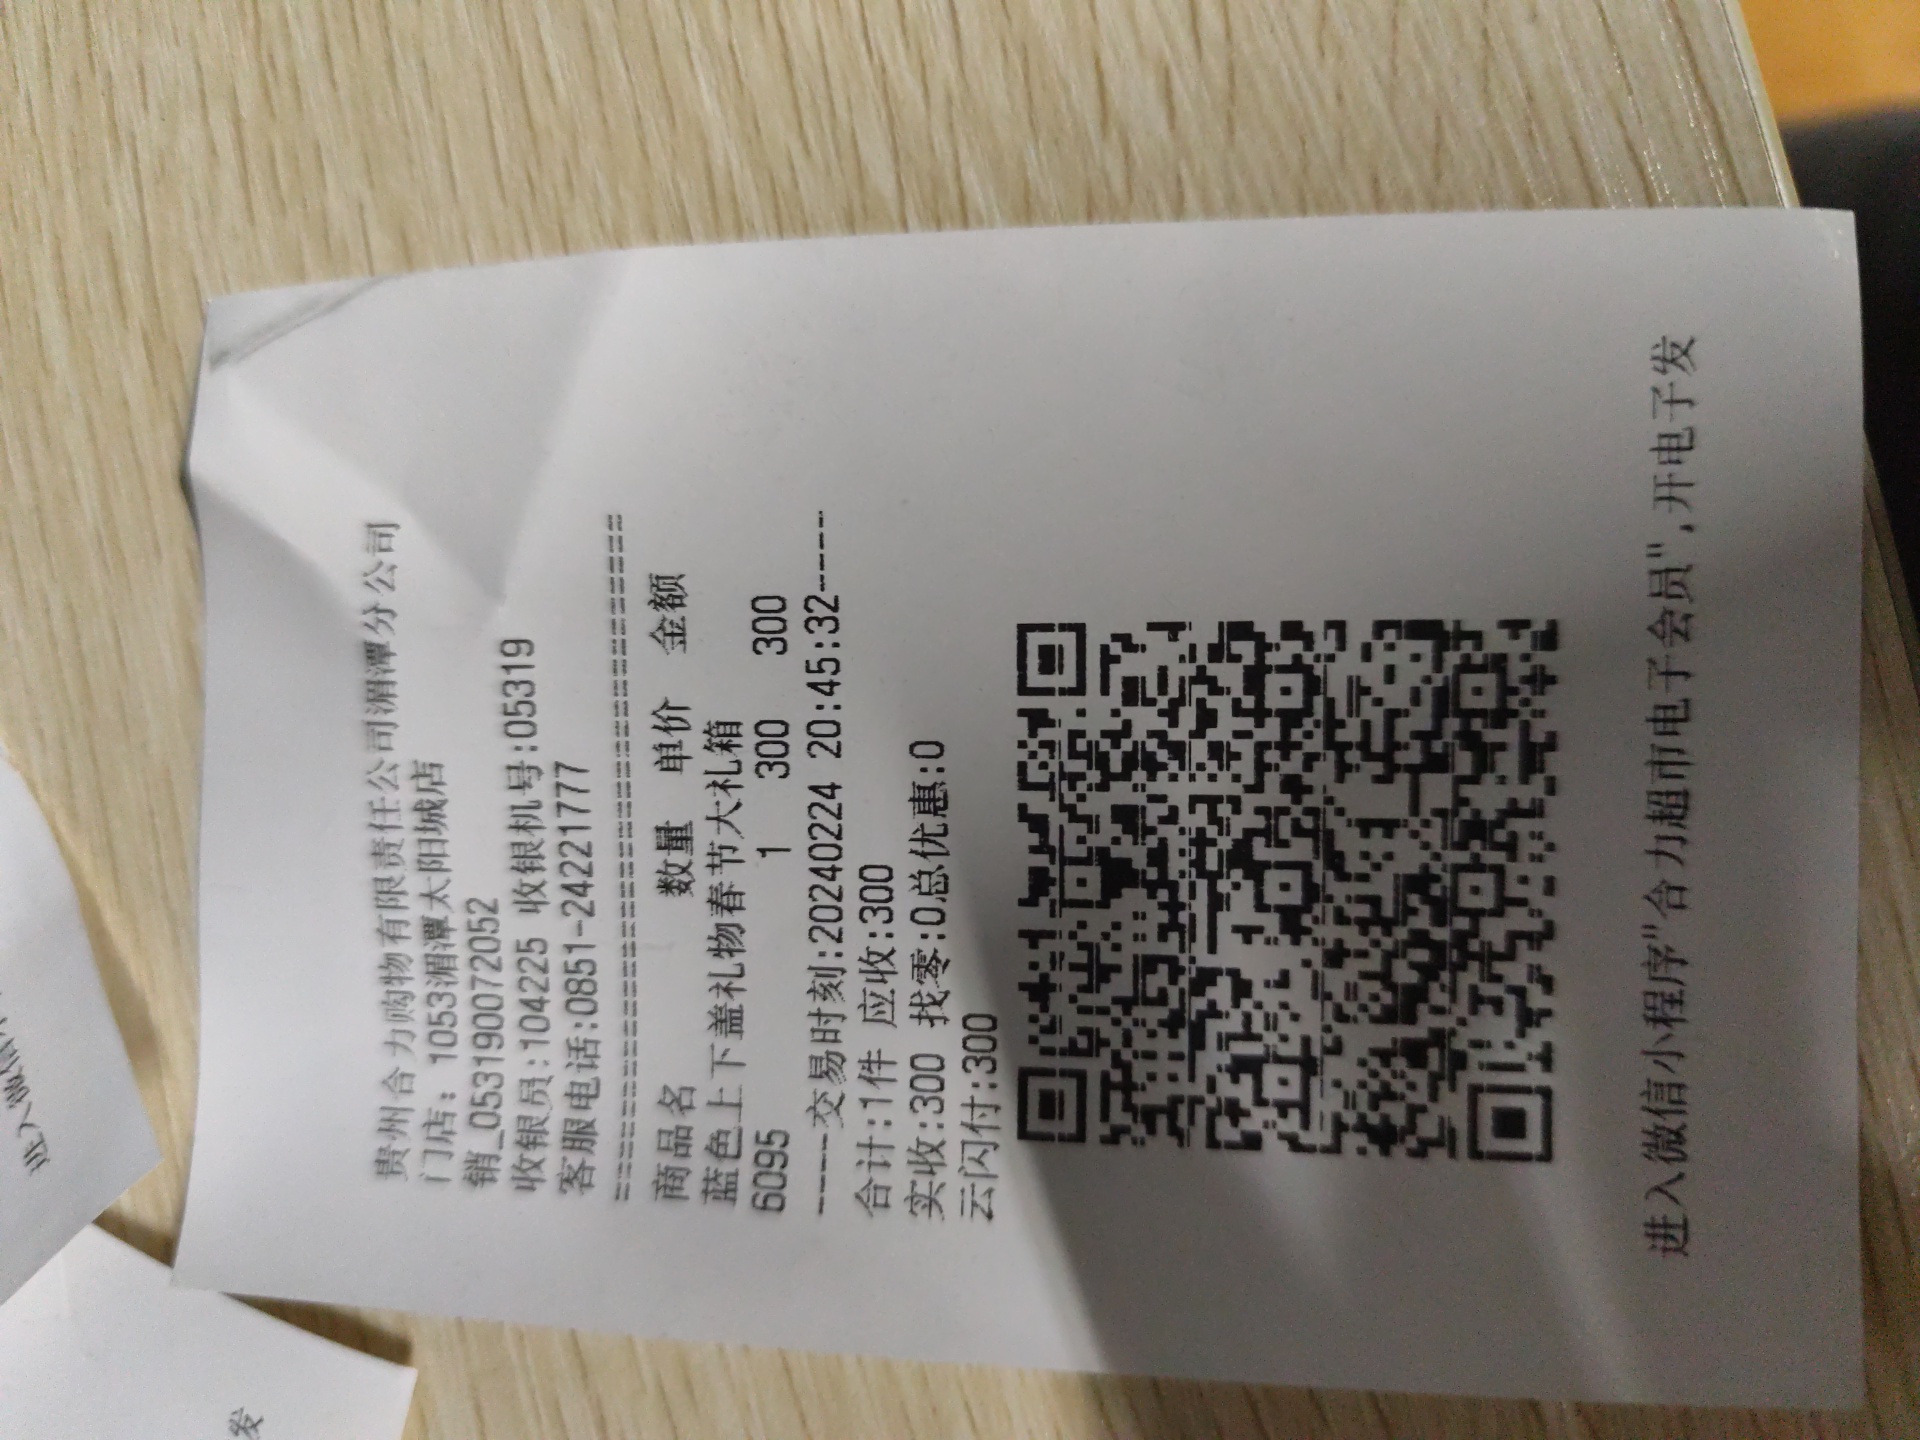 贵州合力购物有限责任公司湄潭分公司
门店：1053湄潭太阳城店
销_053190072052
收银员:104225 收银机号:05319
客服电话:0851-24221777
========================================
商品名 数量 单价 金额
蓝色上下盖礼物春节大礼箱
6095 1 300 300
----交易时刻:20240224 20:45:32----
合计:1件 应收:300
实收:300 找零:0总优惠:0
云闪付:300
进入微信小程序"合力超市电子会员",开电子发
发